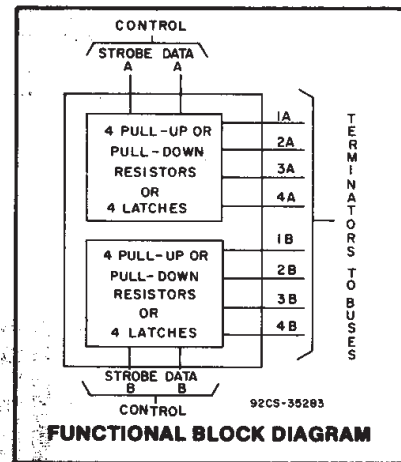 CONTROL
STROBE DATA
A A
4 PULL-UP OR
PULL-DOWN
RESISTORS
OR
4 LATCHES
1A
2A
3A
4A
4 PULL-UP OR
PULL-DOWN
RESISTORS
OR
4 LATCHES
1B
2B
3B
4B
TERMINATORS TO BUSES
STROBE DATA
B B
CONTROL
92CS-35283
FUNCTIONAL BLOCK DIAGRAM